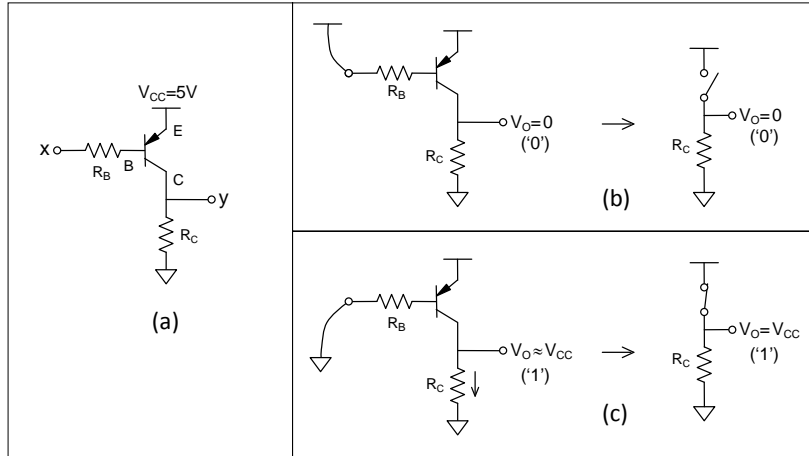 V_CC=5V
E
x
R_B
B
C
y
R_C
(a)
R_B
V_O=0
('0')
R_C
V_O=0
('0')
R_C
(b)
R_B
V_O≈V_CC
('1')
R_C
V_O=V_CC
('1')
R_C
(c)